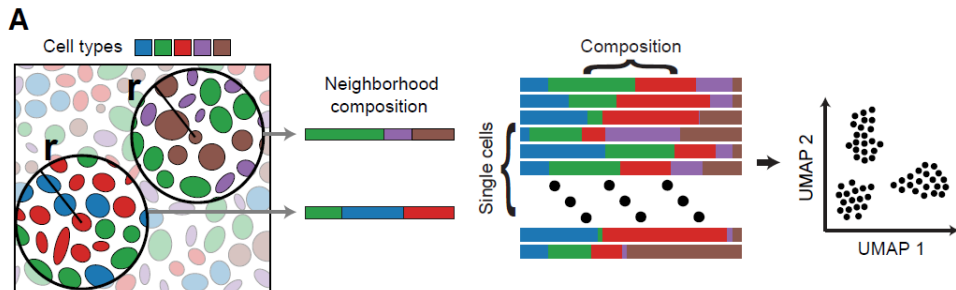 A
Cell types
r
r
Neighborhood
composition
Composition
Single cells
UMAP 2
UMAP 1